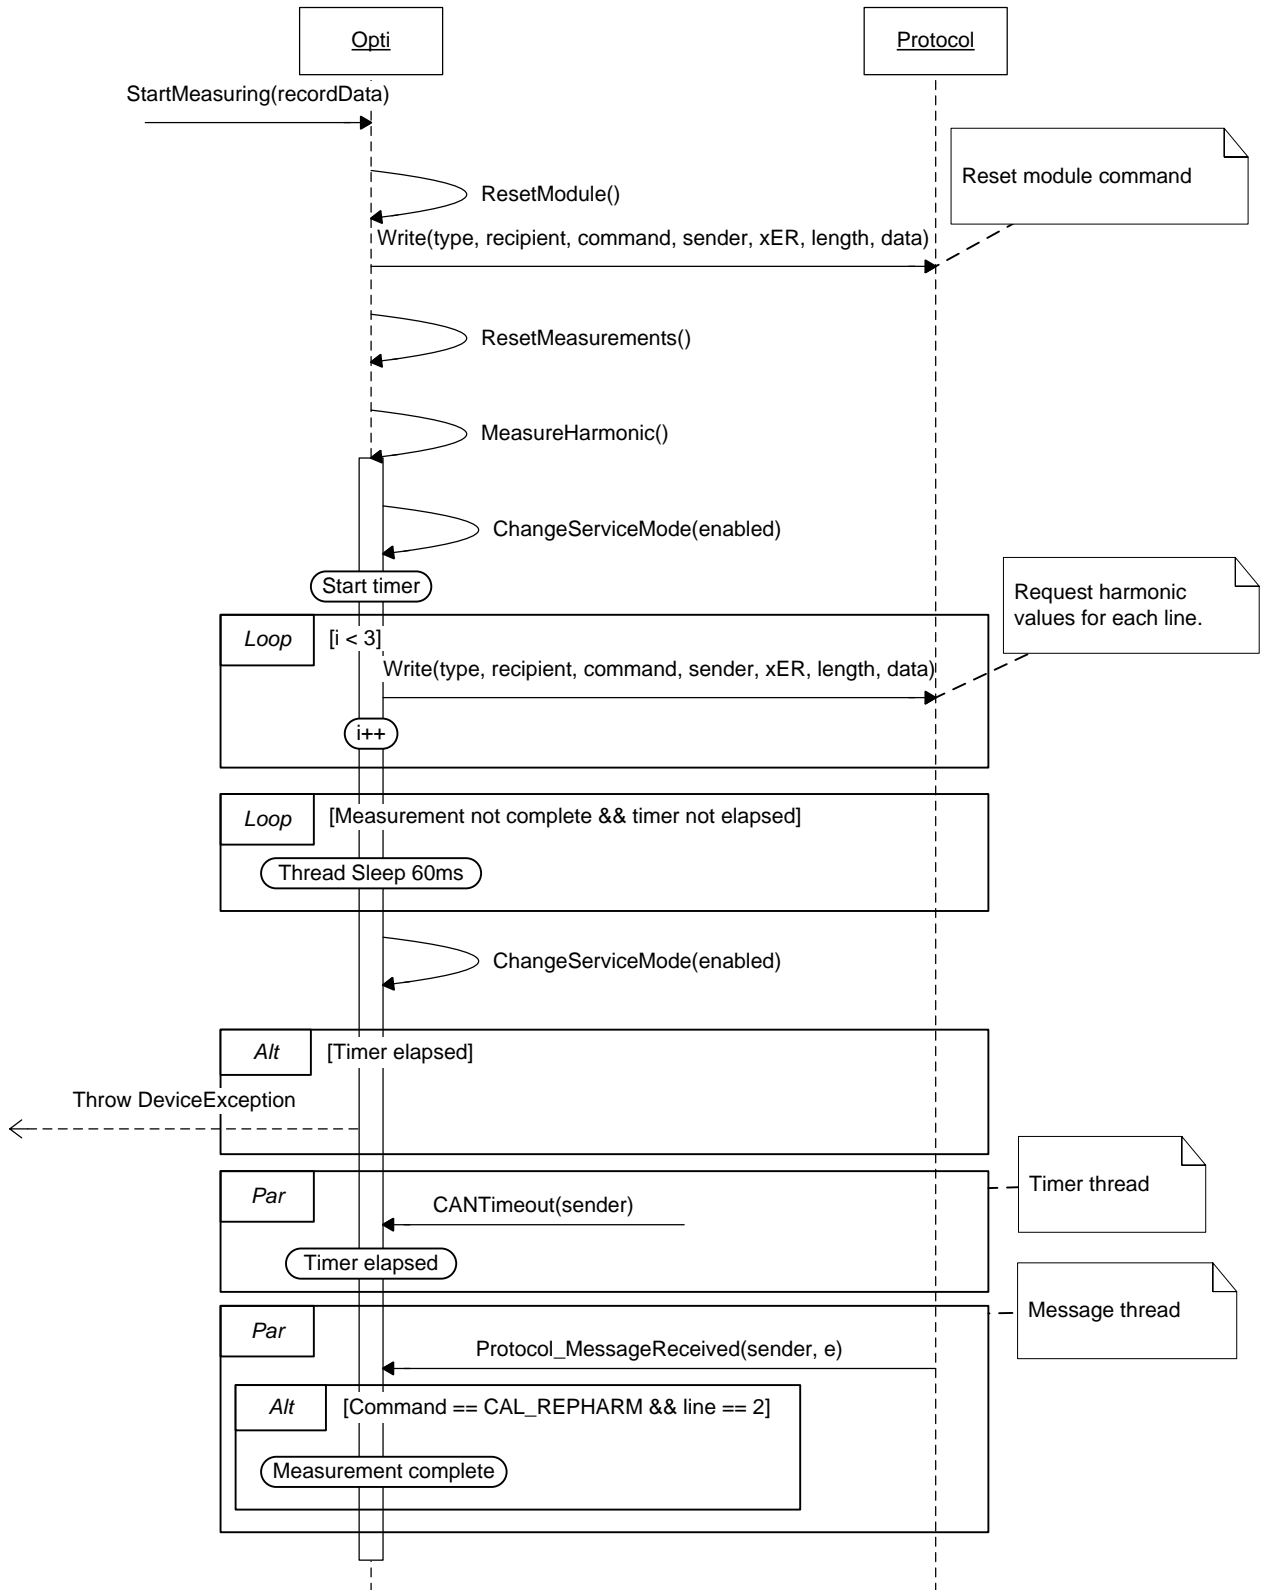 Opti
Protocol
StartMeasuring(recordData)
Reset module command
ResetModule()
Write(type, recipient, command, sender, xER, length, data)
ResetMeasurements()
MeasureHarmonic()
ChangeServiceMode(enabled)
Start timer
Request harmonic
values for each line.
Loop
[i < 3]
Write(type, recipient, command, sender, xER, length, data)
i++
Loop
[Measurement not complete && timer not elapsed]
Thread Sleep 60ms
ChangeServiceMode(enabled)
Alt
[Timer elapsed]
Throw DeviceException
Timer thread
Par
CANTimeout(sender)
Timer elapsed
Message thread
Par
Protocol_MessageReceived(sender, e)
Alt
[Command == CAL_REPHARM && line == 2]
Measurement complete